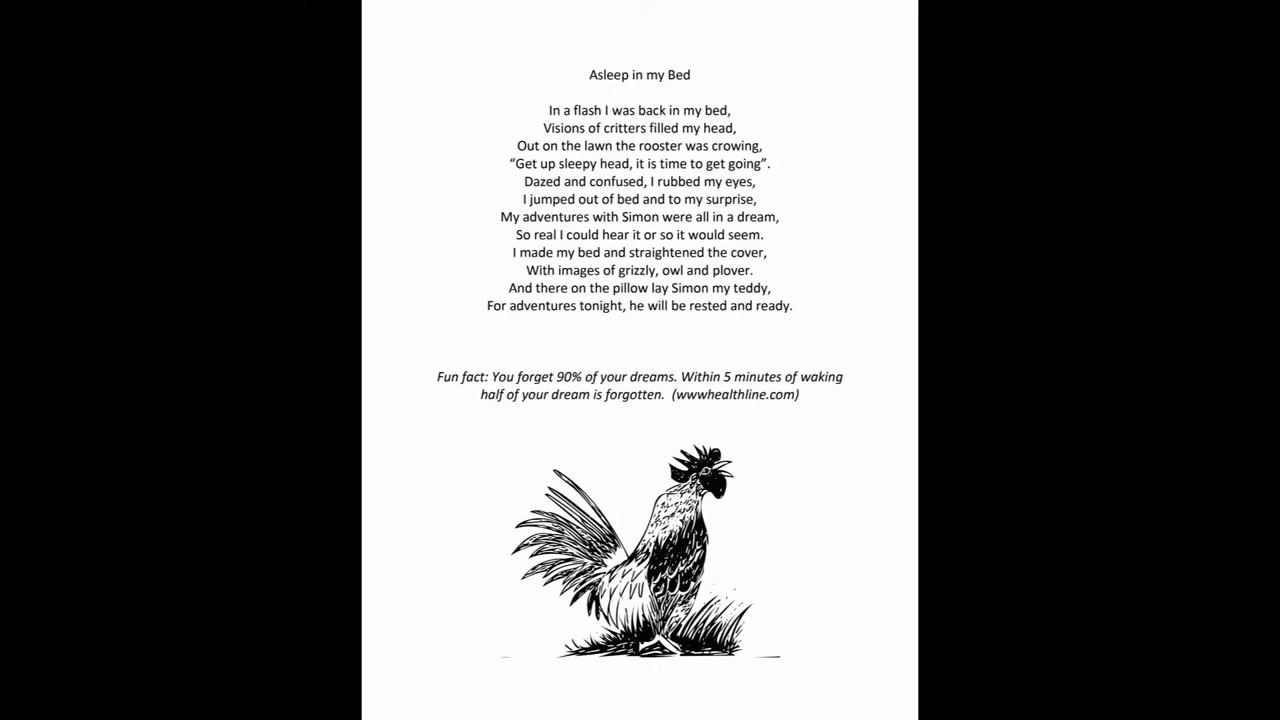 Asleep in my Bed
In a flash I was back in my bed,
Visions of critters filled my head,
Out on the lawn the rooster was crowing,
“Get up sleepy head, it is time to get going”.
Dazed and confused, I rubbed my eyes,
I jumped out of bed and to my surprise,
My adventures with Simon were all in a dream,
So real I could hear it or so it would seem.
I made my bed and straightened the cover,
With images of grizzly, owl and plover.
And there on the pillow lay Simon my teddy,
For adventures tonight, he will be rested and ready.
Fun fact: You forget 90% of your dreams. Within 5 minutes of waking
half of your dream is forgotten.  (wwwhealthline.com)